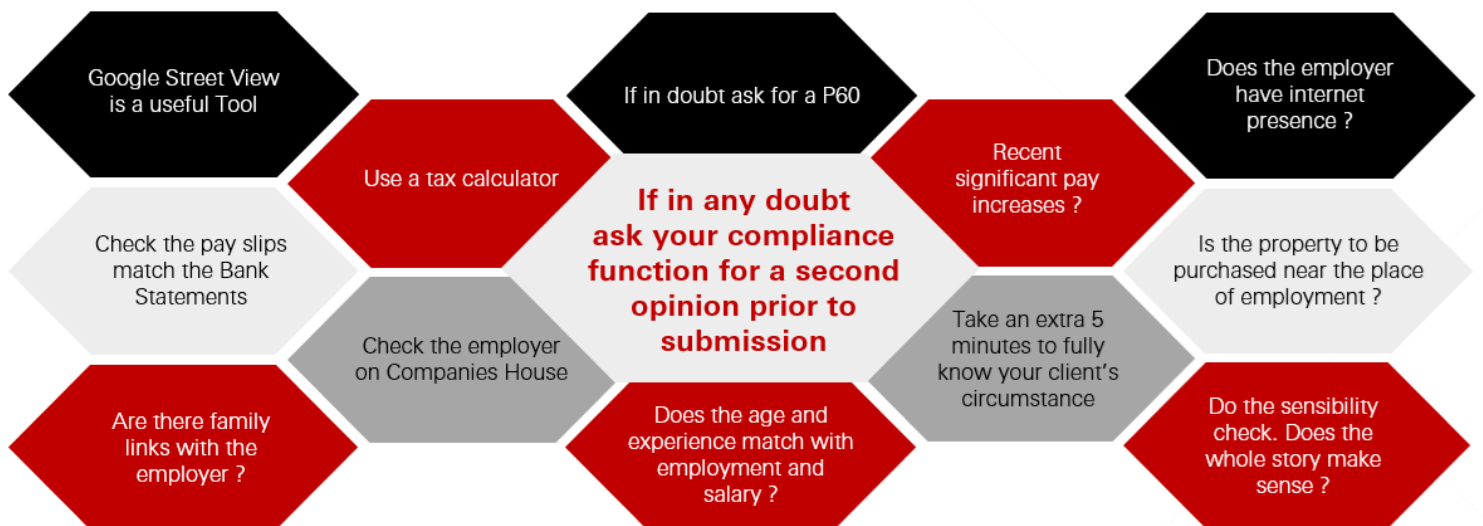 Google Street View
is a useful Tool
If in doubt ask for a P60
Does the employer
have internet
presence ?
Use a tax calculator
Recent
significant pay
increases ?
If in any doubt
ask your compliance
function for a second
opinion prior to
submission
Check the pay slips
match the Bank
Statements
Is the property to be
purchased near the place
of employment ?
Check the employer
on Companies House
Take an extra 5
minutes to fully
know your client's
circumstance
Are there family
links with the
employer ?
Does the age and
experience match with
employment and
salary ?
Do the sensibility
check. Does the
whole story make
sense ?